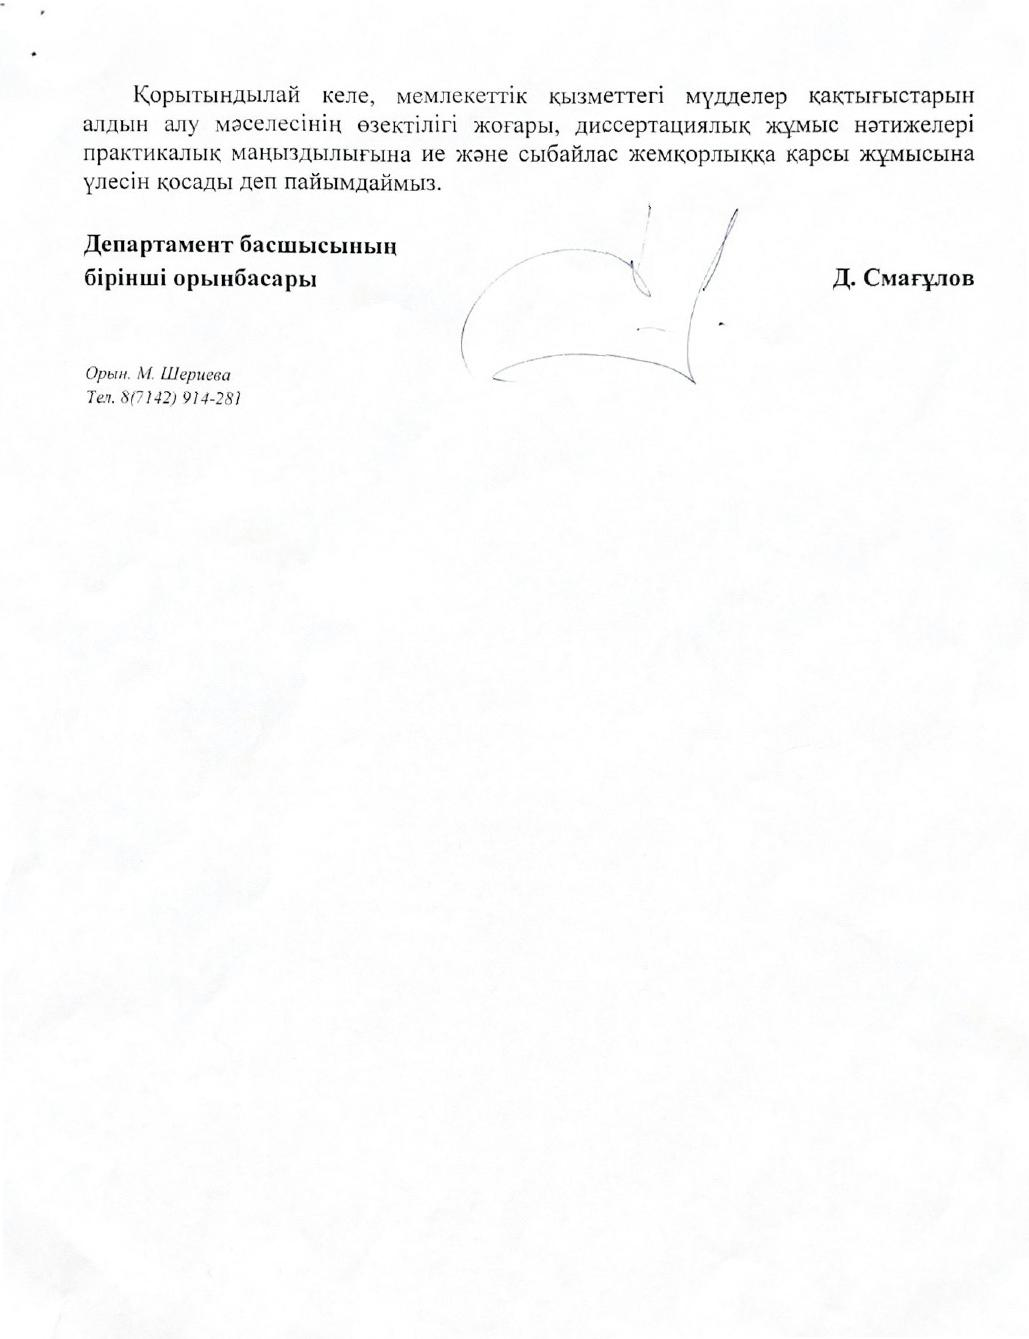 Қорытындылай келе, мемлекеттік қызметтегі мүдделер қақтығыстарын
алдын алу мәселесінің өзектілігі жоғары, диссертациялық жұмыс нәтижелері
практикалық маңыздылығына ие және сыбайлас жемқорлыққа қарсы жұмысына
үлесін қосады деп пайымдаймыз.
Департамент басшысының
бірінші орынбасары
Д. Смағұлов
Орын. М. Шериева
Тел. 8(7142) 914-281